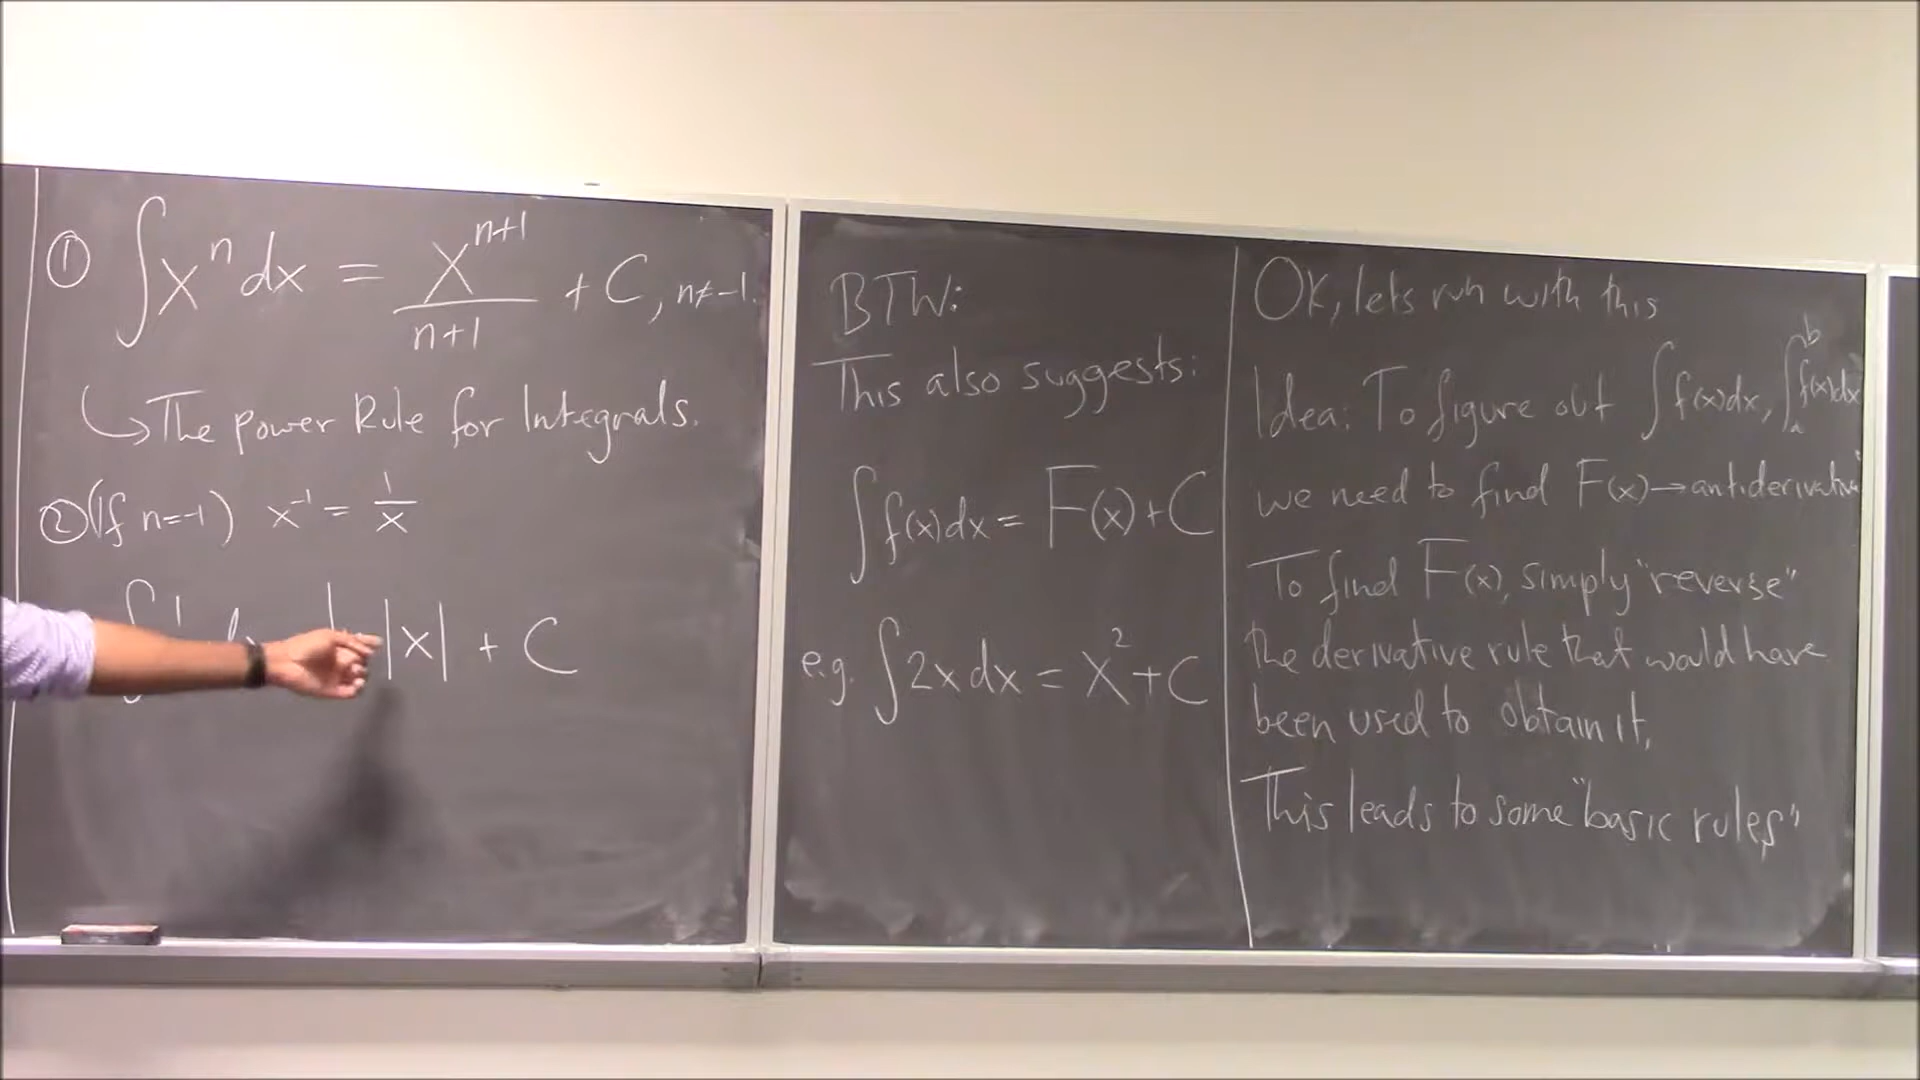 ① ∫xⁿdx = xⁿ⁺¹/n+1 + C, n≠-1.
↳The power Rule for Integrals.
②(If n=-1) x⁻¹ = 1/x
|x| + C
BTW:
This also suggests:
∫f(x)dx = F(x)+C
e.g. ∫2xdx = x²+C
OK, lets run with this
Idea: To figure out ∫f(x)dx, ∫ₐᵇf(x)dx
we need to find F(x)→antiderivative
To find F(x), simply "reverse"
the derivative rule that would have
been used to obtain it,
This leads to some "basic rules"